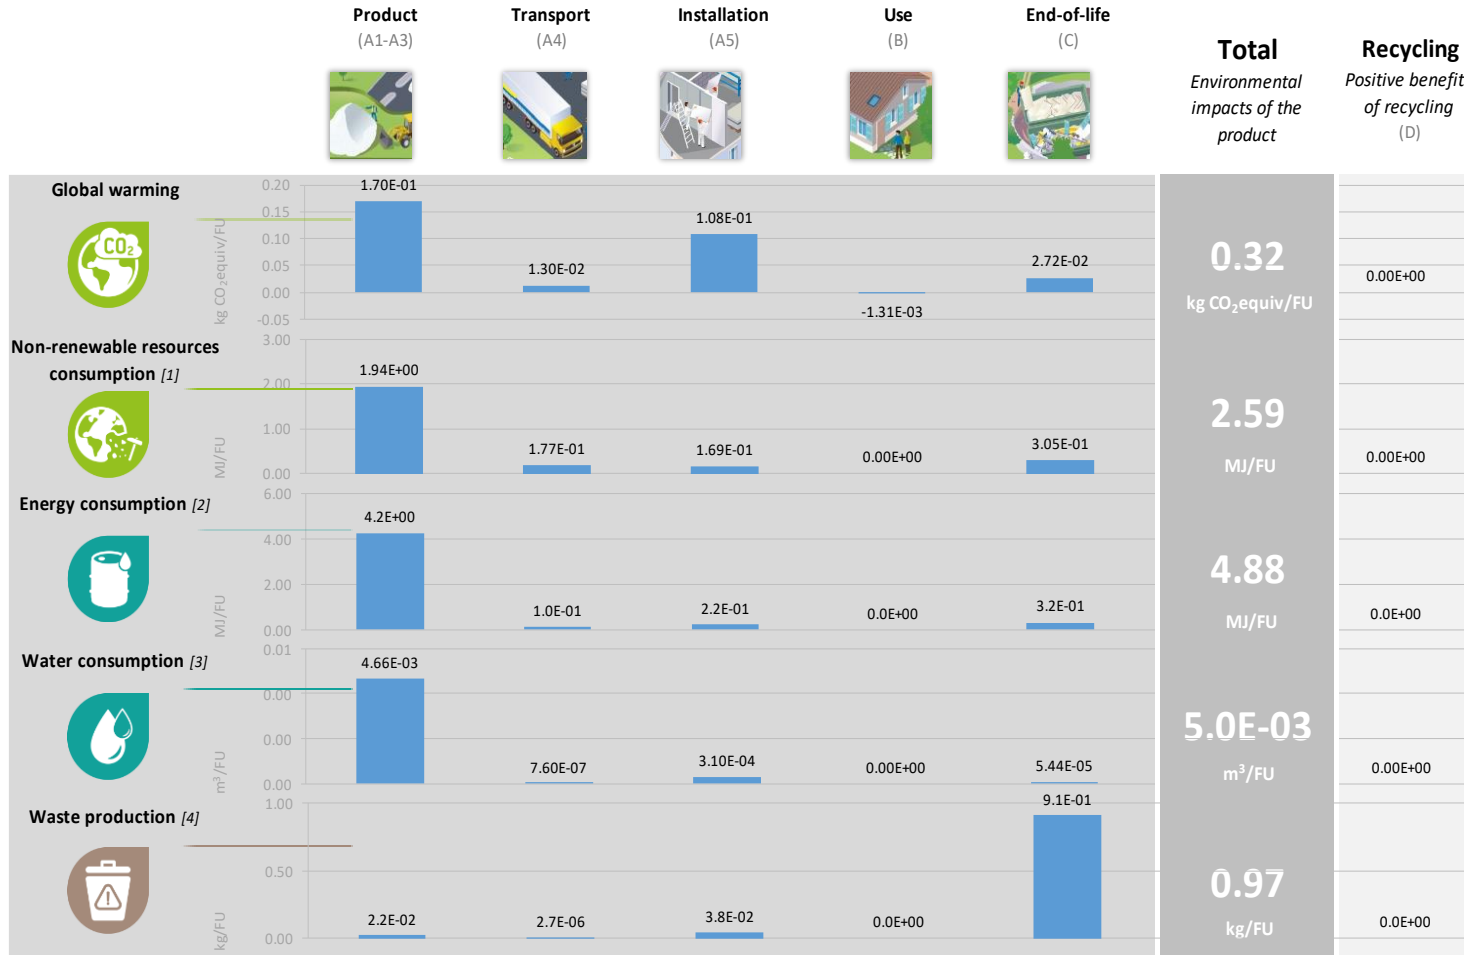 Product
(A1-A3)
Transport
(A4)
Installation
(A5)
Use
(B)
End-of-life
(C)
Total
Environmental
impacts of the
product
Recycling
Positive benefit
of recycling
(D)
Global warming
CO₂
kg CO₂equiv/FU
0.20
0.15
0.10
0.05
0.00
-0.05
1.70E-01
1.30E-02
1.08E-01
-1.31E-03
2.72E-02
0.32
kg CO₂equiv/FU
0.00E+00
Non-renewable resources
consumption [1]
MJ/FU
3.00
2.00
1.00
0.00
1.94E+00
1.77E-01
1.69E-01
0.00E+00
3.05E-01
2.59
MJ/FU
0.00E+00
Energy consumption [2]
MJ/FU
6.00
4.00
2.00
0.00
4.2E+00
1.0E-01
2.2E-01
0.0E+00
3.2E-01
4.88
MJ/FU
0.0E+00
Water consumption [3]
m³/FU
0.01
0.00
0.00
0.00
4.66E-03
7.60E-07
3.10E-04
0.00E+00
5.44E-05
5.0E-03
m³/FU
0.00E+00
Waste production [4]
kg/FU
1.00
0.50
0.00
2.2E-02
2.7E-06
3.8E-02
0.0E+00
9.1E-01
0.97
kg/FU
0.0E+00